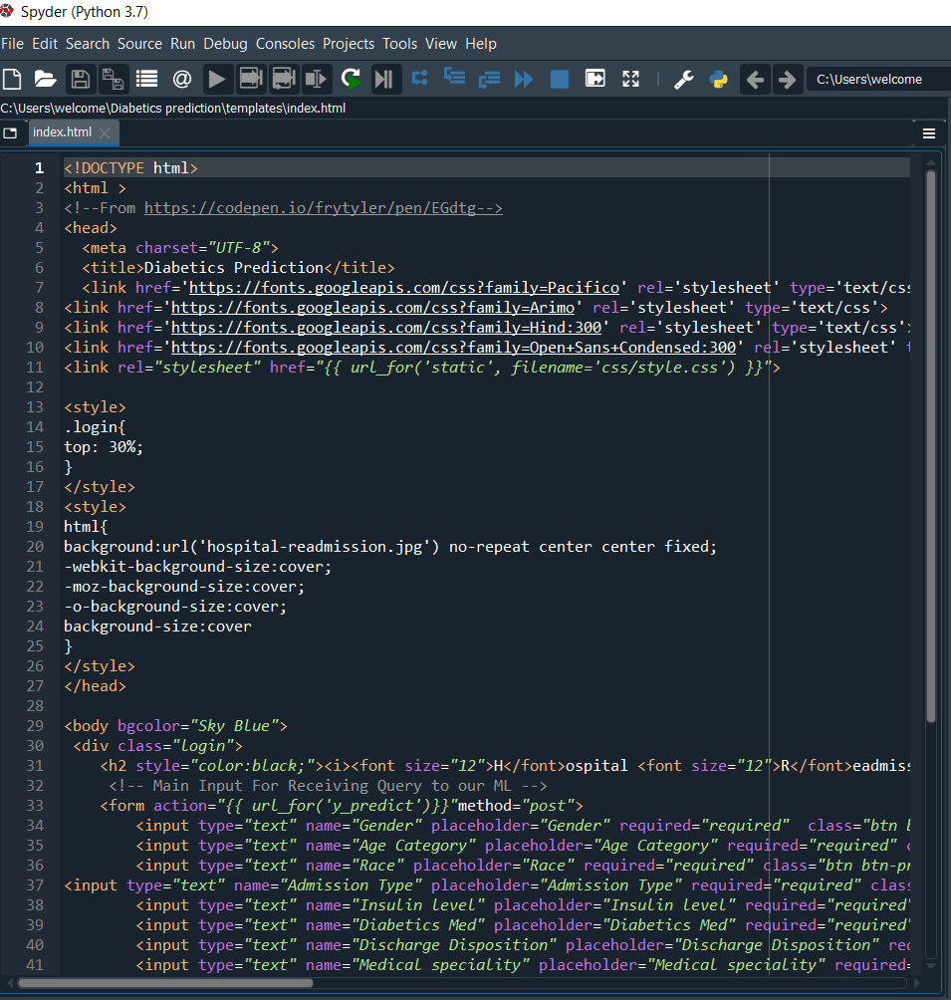 Spyder (Python 3.7)
File Edit Search Source Run Debug Consoles Projects Tools View Help
C:\Users\welcome
C:\Users\welcome\Diabetics prediction\templates\index.html
index.html
1 <!DOCTYPE html>
2 <html >
3 <!--From https://codepen.io/frytyler/pen/EGdtg-->
4 <head>
5   <meta charset="UTF-8">
6   <title>Diabetics Prediction</title>
7   <link href='https://fonts.googleapis.com/css?family=Pacifico' rel='stylesheet' type='text/css
8 <link href='https://fonts.googleapis.com/css?family=Arimo' rel='stylesheet' type='text/css'>
9 <link href='https://fonts.googleapis.com/css?family=Hind:300' rel='stylesheet' type='text/css'>
10 <link href='https://fonts.googleapis.com/css?family=Open+Sans+Condensed:300' rel='stylesheet' t
11 <link rel="stylesheet" href="{{ url_for('static', filename='css/style.css') }}">
12
13 <style>
14 .login{
15 top: 30%;
16 }
17 </style>
18 <style>
19 html{
20 background:url('hospital-readmission.jpg') no-repeat center center fixed;
21 -webkit-background-size:cover;
22 -moz-background-size:cover;
23 -o-background-size:cover;
24 background-size:cover
25 }
26 </style>
27 </head>
28
29 <body bgcolor="Sky Blue">
30  <div class="login">
31     <h2 style="color:black;"><i><font size="12">H</font>ospital <font size="12">R</font>eadmiss
32      <!-- Main Input For Receiving Query to our ML -->
33     <form action="{{ url_for('y_predict')}}"method="post">
34         <input type="text" name="Gender" placeholder="Gender" required="required"  class="btn b
35         <input type="text" name="Age Category" placeholder="Age Category" required="required" c
36         <input type="text" name="Race" placeholder="Race" required="required" class="btn btn-pr
37 <input type="text" name="Admission Type" placeholder="Admission Type" required="required" class
38         <input type="text" name="Insulin level" placeholder="Insulin level" required="required"
39         <input type="text" name="Diabetics Med" placeholder="Diabetics Med" required="required"
40         <input type="text" name="Discharge Disposition" placeholder="Discharge Disposition" req
41         <input type="text" name="Medical speciality" placeholder="Medical speciality" required=